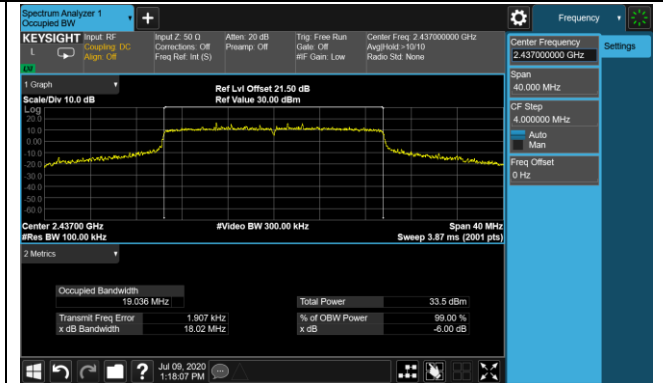 Spectrum Analyzer 1
Occupied BW
Frequency
KEYSIGHT
L
Input: RF
Coupling: DC
Align: Off
Input Z: 50 Ω
Corrections: Off
Freq Ref: Int (S)
Atten: 20 dB
Preamp: Off
Trig: Free Run
Gate: Off
#IF Gain: Low
Center Freq: 2.437000000 GHz
Avg|Hold:>10/10
Radio Std: None
Center Frequency
2.437000000 GHz
Settings
Span
40.000 MHz
CF Step
4.000000 MHz
Auto
Man
Freq Offset
0 Hz
1 Graph
Scale/Div 10.0 dB
Ref Lvl Offset 21.50 dB
Ref Value 30.00 dBm
Log
20.0
10.0
0.00
-10.0
-20.0
-30.0
-40.0
-50.0
-60.0
Center 2.43700 GHz
#Res BW 100.00 kHz
#Video BW 300.00 kHz
Span 40 MHz
Sweep 3.87 ms (2001 pts)
2 Metrics
Occupied Bandwidth
19.036 MHz
Total Power 33.5 dBm
Transmit Freq Error 1.907 kHz
% of OBW Power 99.00 %
x dB Bandwidth 18.02 MHz
x dB -6.00 dB
?
Jul 09, 2020
1:18:07 PM